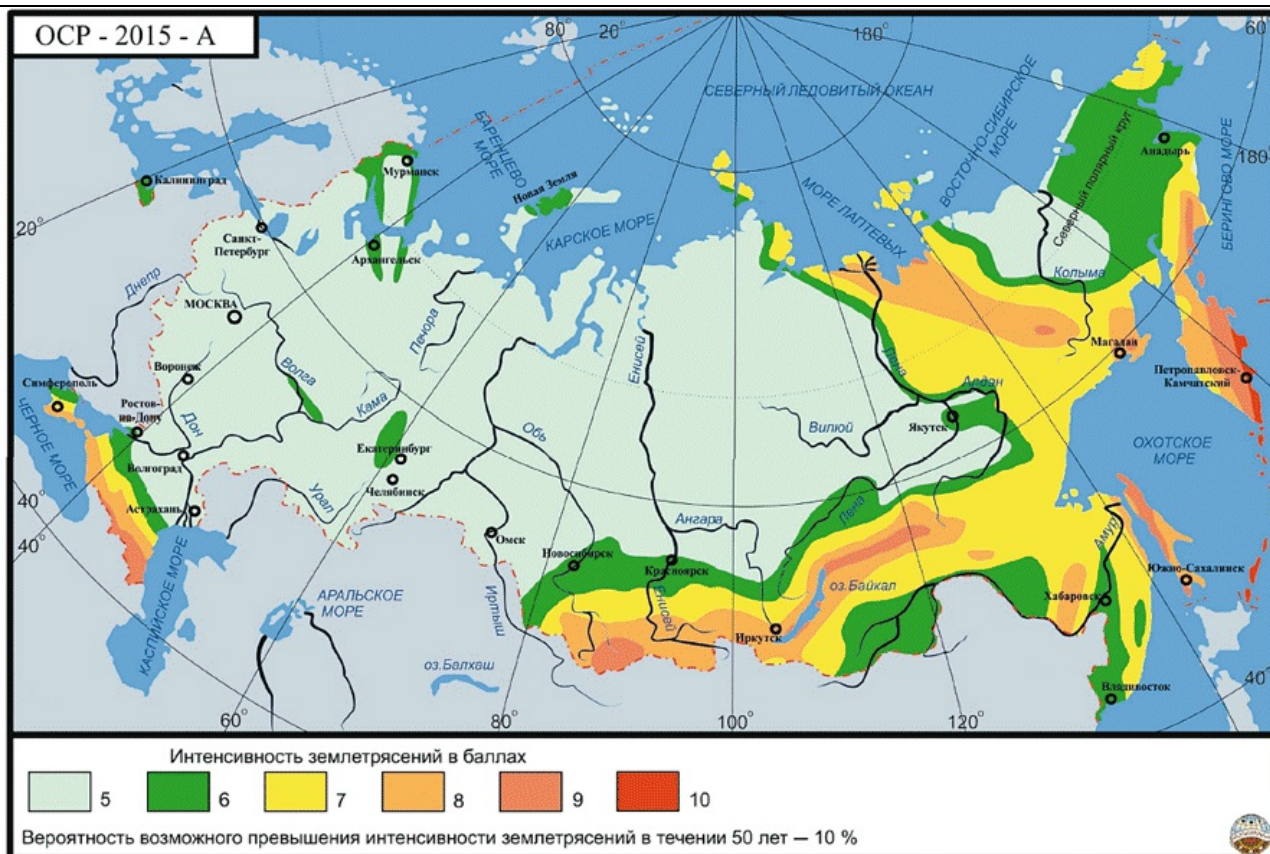 ОСР - 2015 - А
80°
20°
180°
60°
СЕВЕРНЫЙ ЛЕДОВИТЫЙ ОКЕАН
ВОСТОЧНО-СИБИРСКОЕ
МОРЕ
БАРЕНЦЕВО
МОРЕ
Северный полярный круг
Анадырь
БЕРИНГОВО МОРЕ
180°
Мурманск
Калининград
Новая Земля
МОРЕ ЛАПТЕВЫХ
КАРСКОЕ МОРЕ
20°
Санкт-
Петербург
Архангельск
Колыма
Днепр
МОСКВА
Печора
Енисей
Лена
Магадан
Петропавловск-
Камчатский
Воронеж
Волга
Кама
Симферополь
Ростов-
на-Дону
Дон
Обь
Вилюй
Алдан
Якутск
ОХОТСКОЕ
МОРЕ
ЧЕРНОЕ МОРЕ
Екатеринбург
Волгоград
Челябинск
Урал
Астрахань
40°
40°
Омск
Ангара
Лена
Амур
Новосибирск
Красноярск
оз.Байкал
Южно-Сахалинск
АРАЛЬСКОЕ
МОРЕ
Иртыш
Енисей
Иркутск
Хабаровск
КАСПИЙСКОЕ МОРЕ
оз.Балхаш
Владивосток
40°
60°
80°
100°
120°
Интенсивность землетрясений в баллах
5 6 7 8 9 10
Вероятность возможного превышения интенсивности землетрясений в течении 50 лет — 10 %